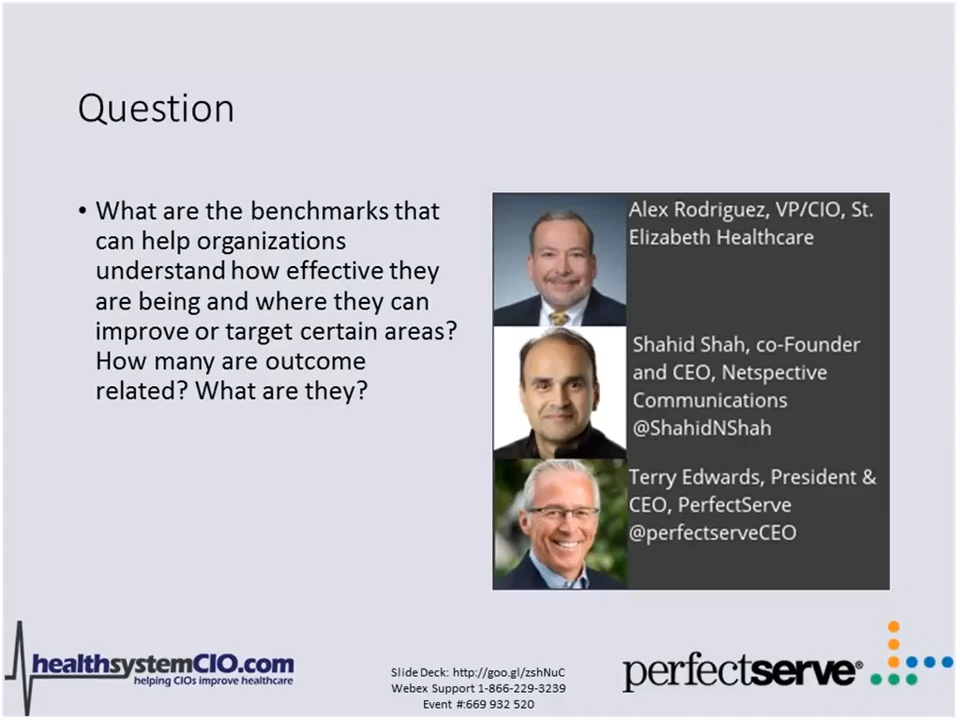 Question
• What are the benchmarks that
can help organizations
understand how effective they
are being and where they can
improve or target certain areas?
How many are outcome
related? What are they?
Alex Rodriguez, VP/CIO, St.
Elizabeth Healthcare
Shahid Shah, co-Founder
and CEO, Netspective
Communications
@ShahidNShah
Terry Edwards, President &
CEO, PerfectServe
@perfectserveCEO
healthsystemCIO.com
helping CIOs improve healthcare
Slide Deck: http://goo.gl/zshNuC
Webex Support 1-866-229-3239
Event #:669 932 520
perfectserve®